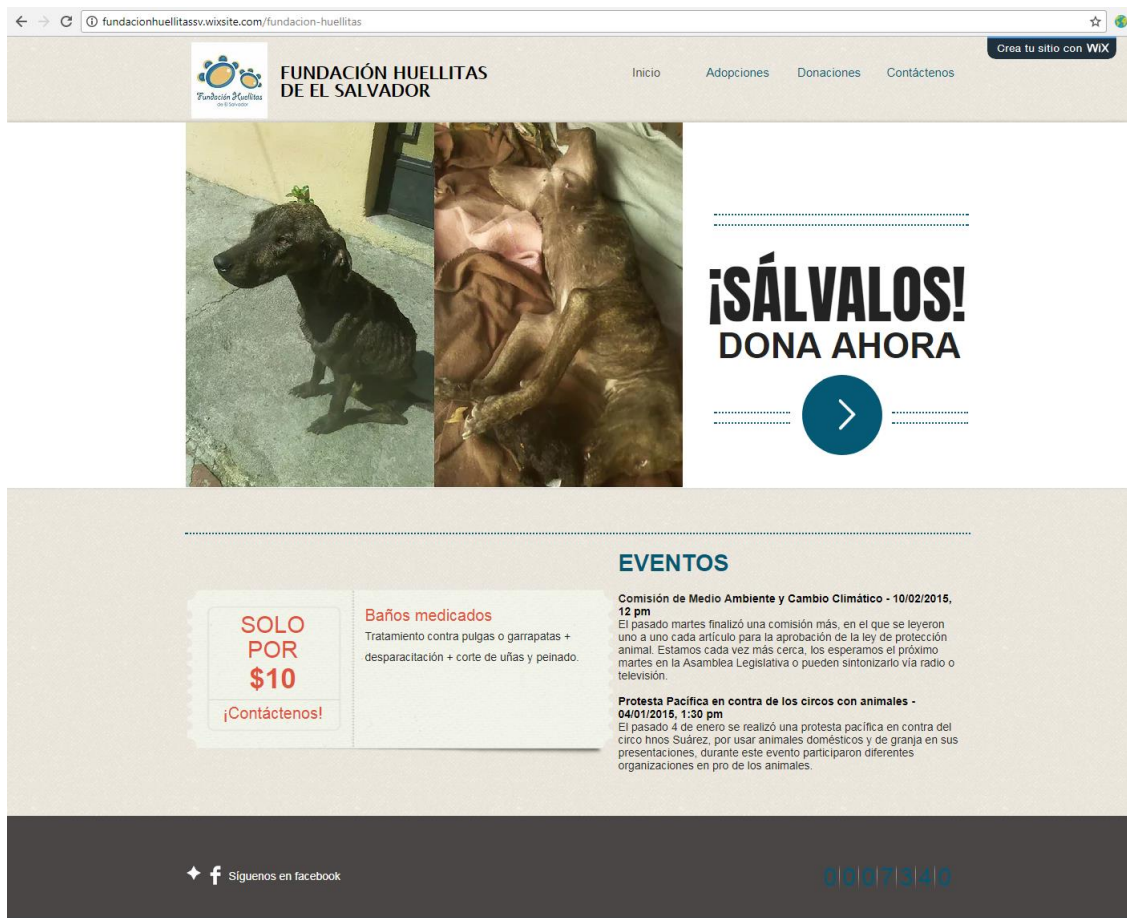 fundacionhuellitassv.wixsite.com/fundacion-huellitas
Crea tu sitio con WiX
Fundación Huellitas
de El Salvador
FUNDACIÓN HUELLITAS
DE EL SALVADOR
Inicio
Adopciones
Donaciones
Contáctenos
¡SÁLVALOS!
DONA AHORA
SOLO
POR
$10
¡Contáctenos!
Baños medicados
Tratamiento contra pulgas o garrapatas +
desparacitación + corte de uñas y peinado.
EVENTOS
Comisión de Medio Ambiente y Cambio Climático - 10/02/2015,
12 pm
El pasado martes finalizó una comisión más, en el que se leyeron
uno a uno cada artículo para la aprobación de la ley de protección
animal. Estamos cada vez más cerca, los esperamos el próximo
martes en la Asamblea Legislativa o pueden sintonizarlo vía radio o
televisión.
Protesta Pacífica en contra de los circos con animales -
04/01/2015, 1:30 pm
El pasado 4 de enero se realizó una protesta pacífica en contra del
circo hnos Suárez, por usar animales domésticos y de granja en sus
presentaciones, durante este evento participaron diferentes
organizaciones en pro de los animales.
Síguenos en facebook
0007340